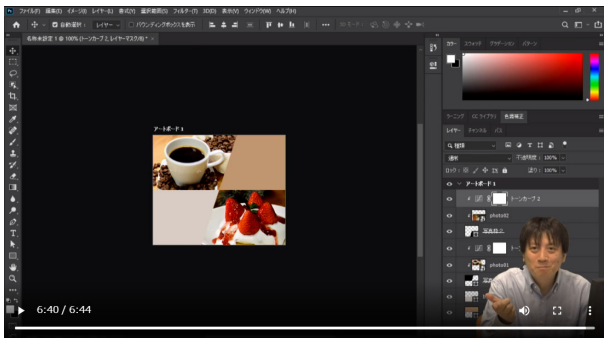 ファイル(F) 編集(E) イメージ(I) レイヤー(L) 書式(Y) 選択範囲(S) フィルター(T) 3D(D) 表示(V) ウィンドウ(W) ヘルプ(H)
自動選択： レイヤー バウンディングボックスを表示
名称未設定 1 @ 100% (トーンカーブ 2, レイヤーマスク/8) *
カラー スウォッチ グラデーション パターン
アートボード 1
ラーニング CC ライブラリ 色調補正
レイヤー チャンネル パス
種類
通常 不透明度： 100%
ロック： 塗り： 100%
アートボード 1
トーンカーブ 2
photo02
写真枠②
photo01
6:40 / 6:44